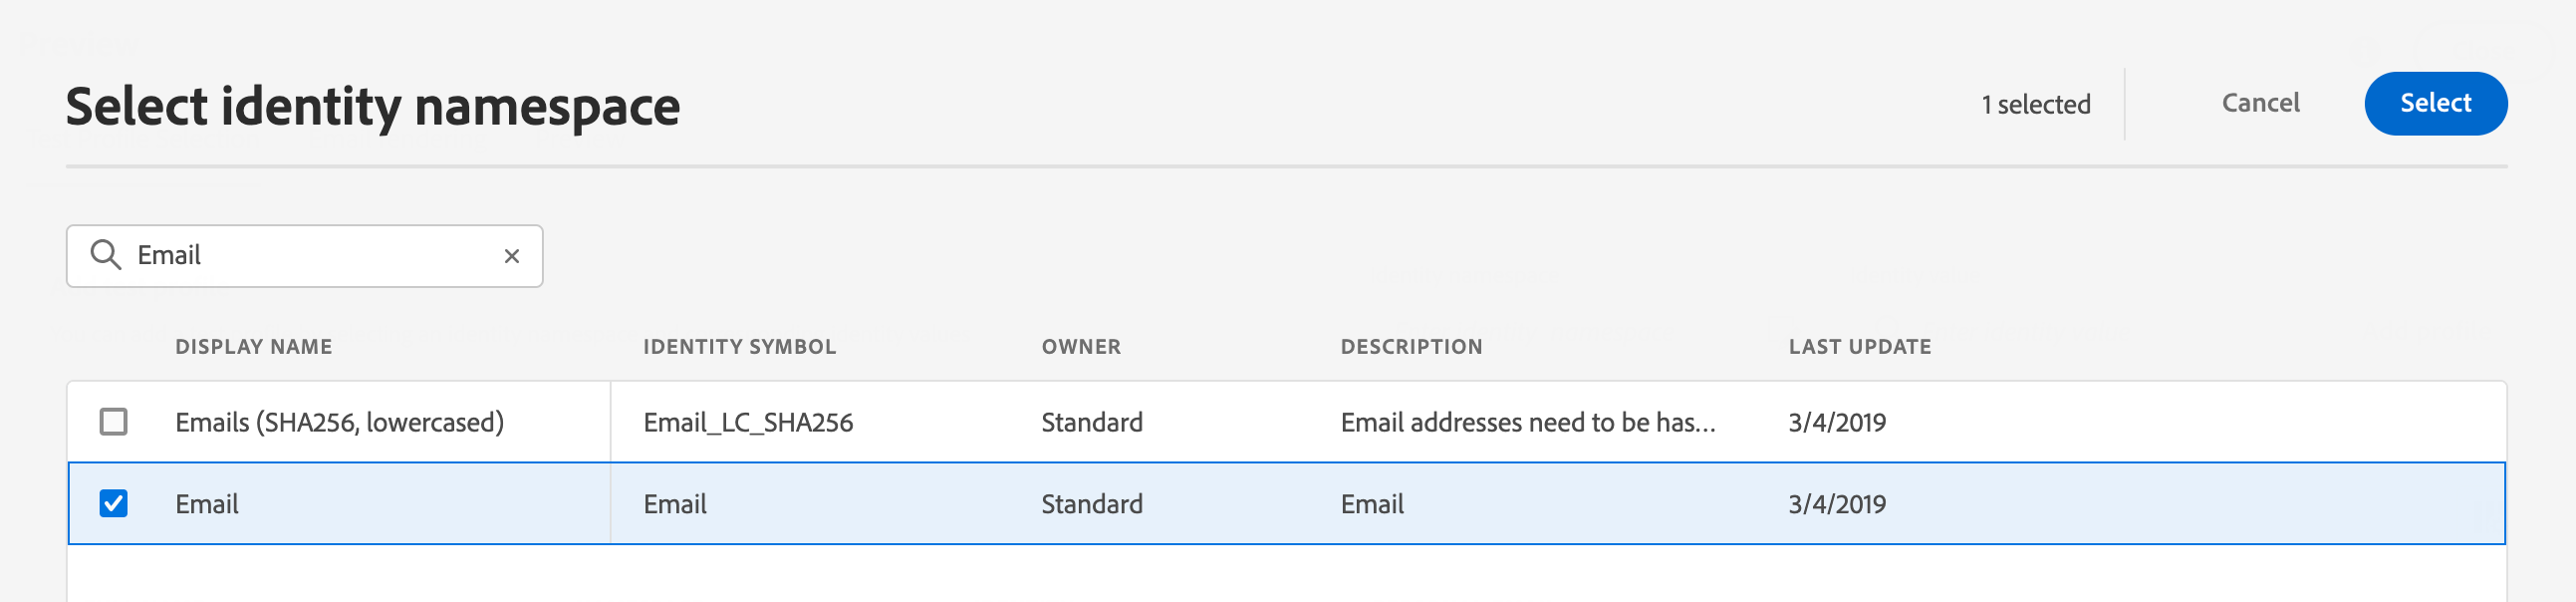 Select identity namespace
1 selected
Cancel
Select
Email
DISPLAY NAME IDENTITY SYMBOL OWNER DESCRIPTION LAST UPDATE
Emails (SHA256, lowercased) Email_LC_SHA256 Standard Email addresses need to be has... 3/4/2019
Email Email Standard Email 3/4/2019